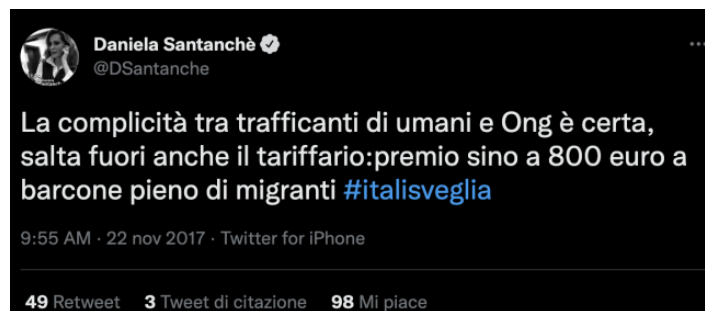 Daniela Santanchè
@DSantanche
La complicità tra trafficanti di umani e Ong è certa,
salta fuori anche il tariffario:premio sino a 800 euro a
barcone pieno di migranti #italisveglia
9:55 AM · 22 nov 2017 · Twitter for iPhone
49 Retweet 3 Tweet di citazione 98 Mi piace